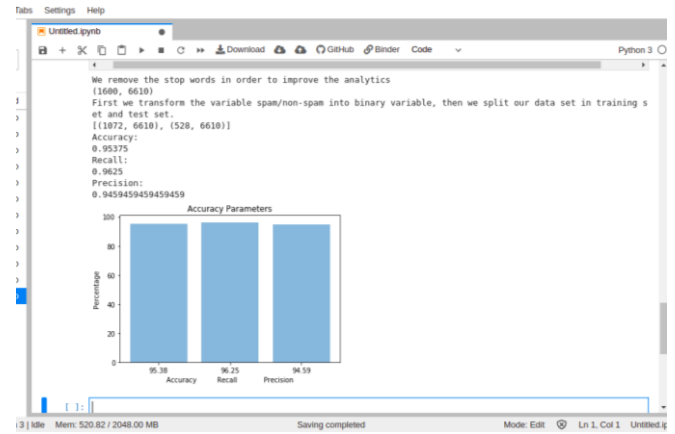 Tabs Settings Help
Untitled.ipynb
Download GitHub Binder Code Python 3
We remove the stop words in order to improve the analytics
(1600, 6610)
First we transform the variable spam/non-spam into binary variable, then we split our data set in training s
et and test set.
[(1072, 6610), (528, 6610)]
Accuracy:
0.95375
Recall:
0.9625
Precision:
0.9459459459459459
Accuracy Parameters
100
80
60
40
20
0
Percentage
95.38 96.25 94.59
Accuracy Recall Precision
[ ]:
3 | Idle Mem: 520.82 / 2048.00 MB Saving completed Mode: Edit Ln 1, Col 1 Untitled.ip